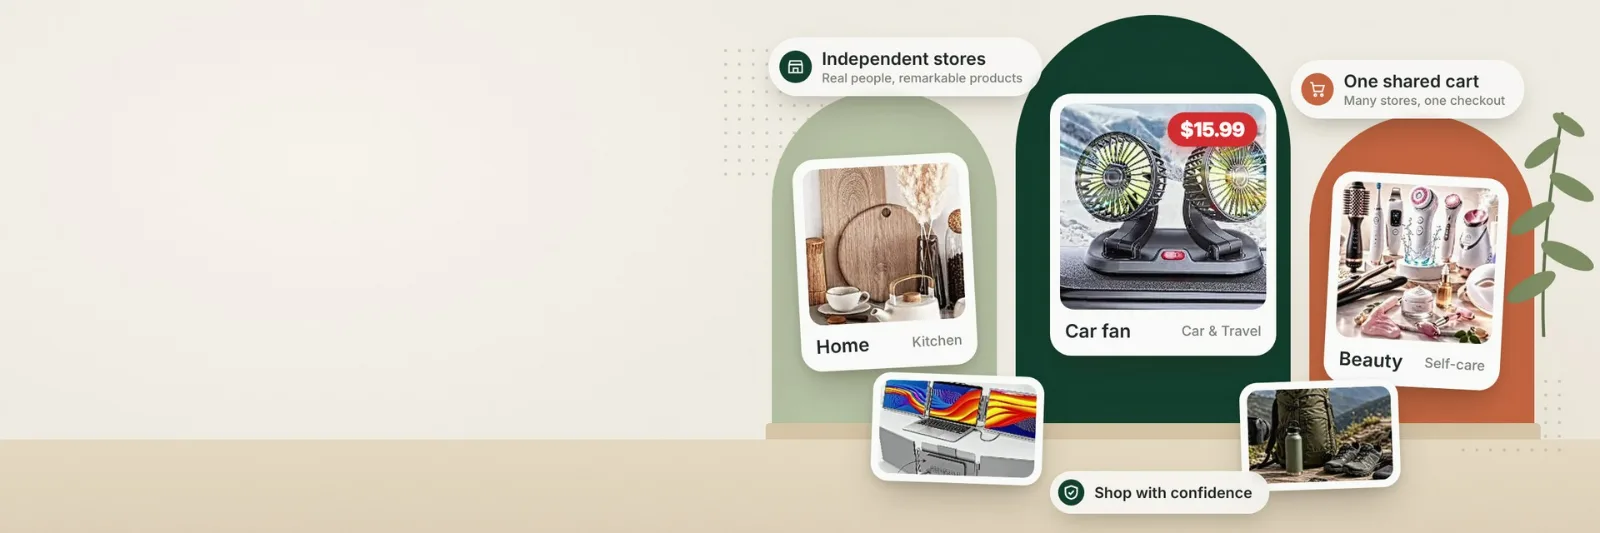 Independent stores
Real people, remarkable products
One shared cart
Many stores, one checkout
$15.99
Home
Kitchen
Car fan
Car & Travel
Beauty
Self-care
Shop with confidence